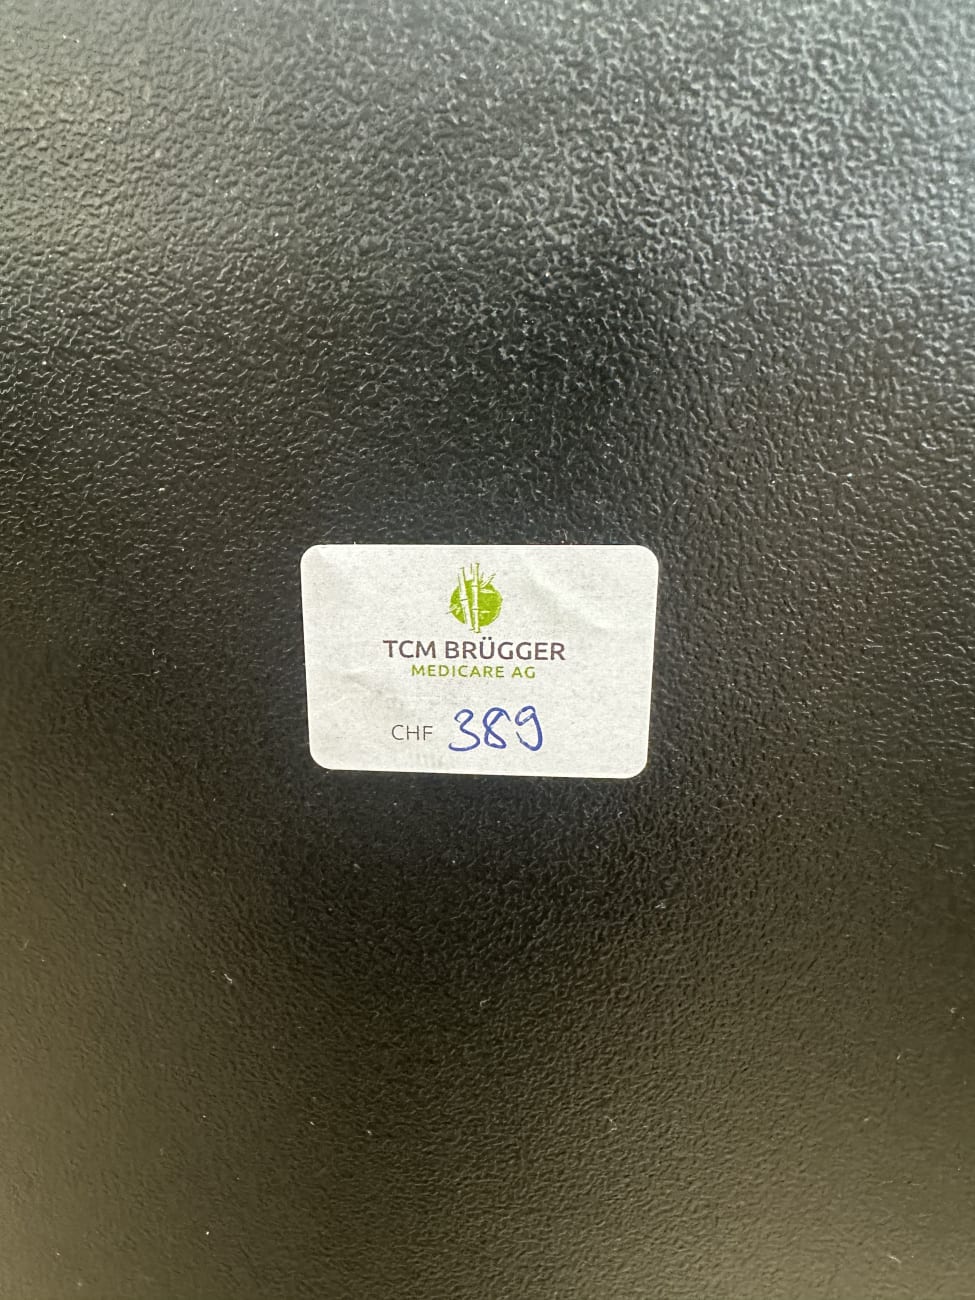 TCM BRÜGGER
MEDICARE AG
CHF 389